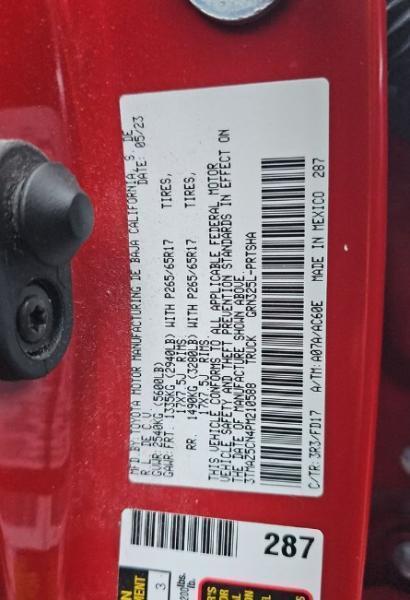 MFD.BY: TOYOTA MOTOR MANUFACTURING DE BAJA CALIFORNIA S. DE
R. L. DE C. V. DATE: 05/23
2540KG (5600LB)
GAWR: FRT. 1335KG (2940LB) WITH P265/65R17 TIRES,
17X7.5J RIMS
RR. 1490KG (3280LB) WITH P265/65R17 TIRES,
17X7.5J RIMS.
THIS VEHICLE CONFORMS TO ALL APPLICABLE FEDERAL MOTOR
VEHICLE SAFETY AND THEFT PREVENTION STANDARDS IN EFFECT ON
THE DATE OF MANUFACTURE SHOWN ABOVE.
3TMAZ5CN4PM210588 TRUCK GRN325L-PRTSHA
C/TR: 3R3/FD17 A/TM: A07A/AC60E MADE IN MEXICO 287
287
3